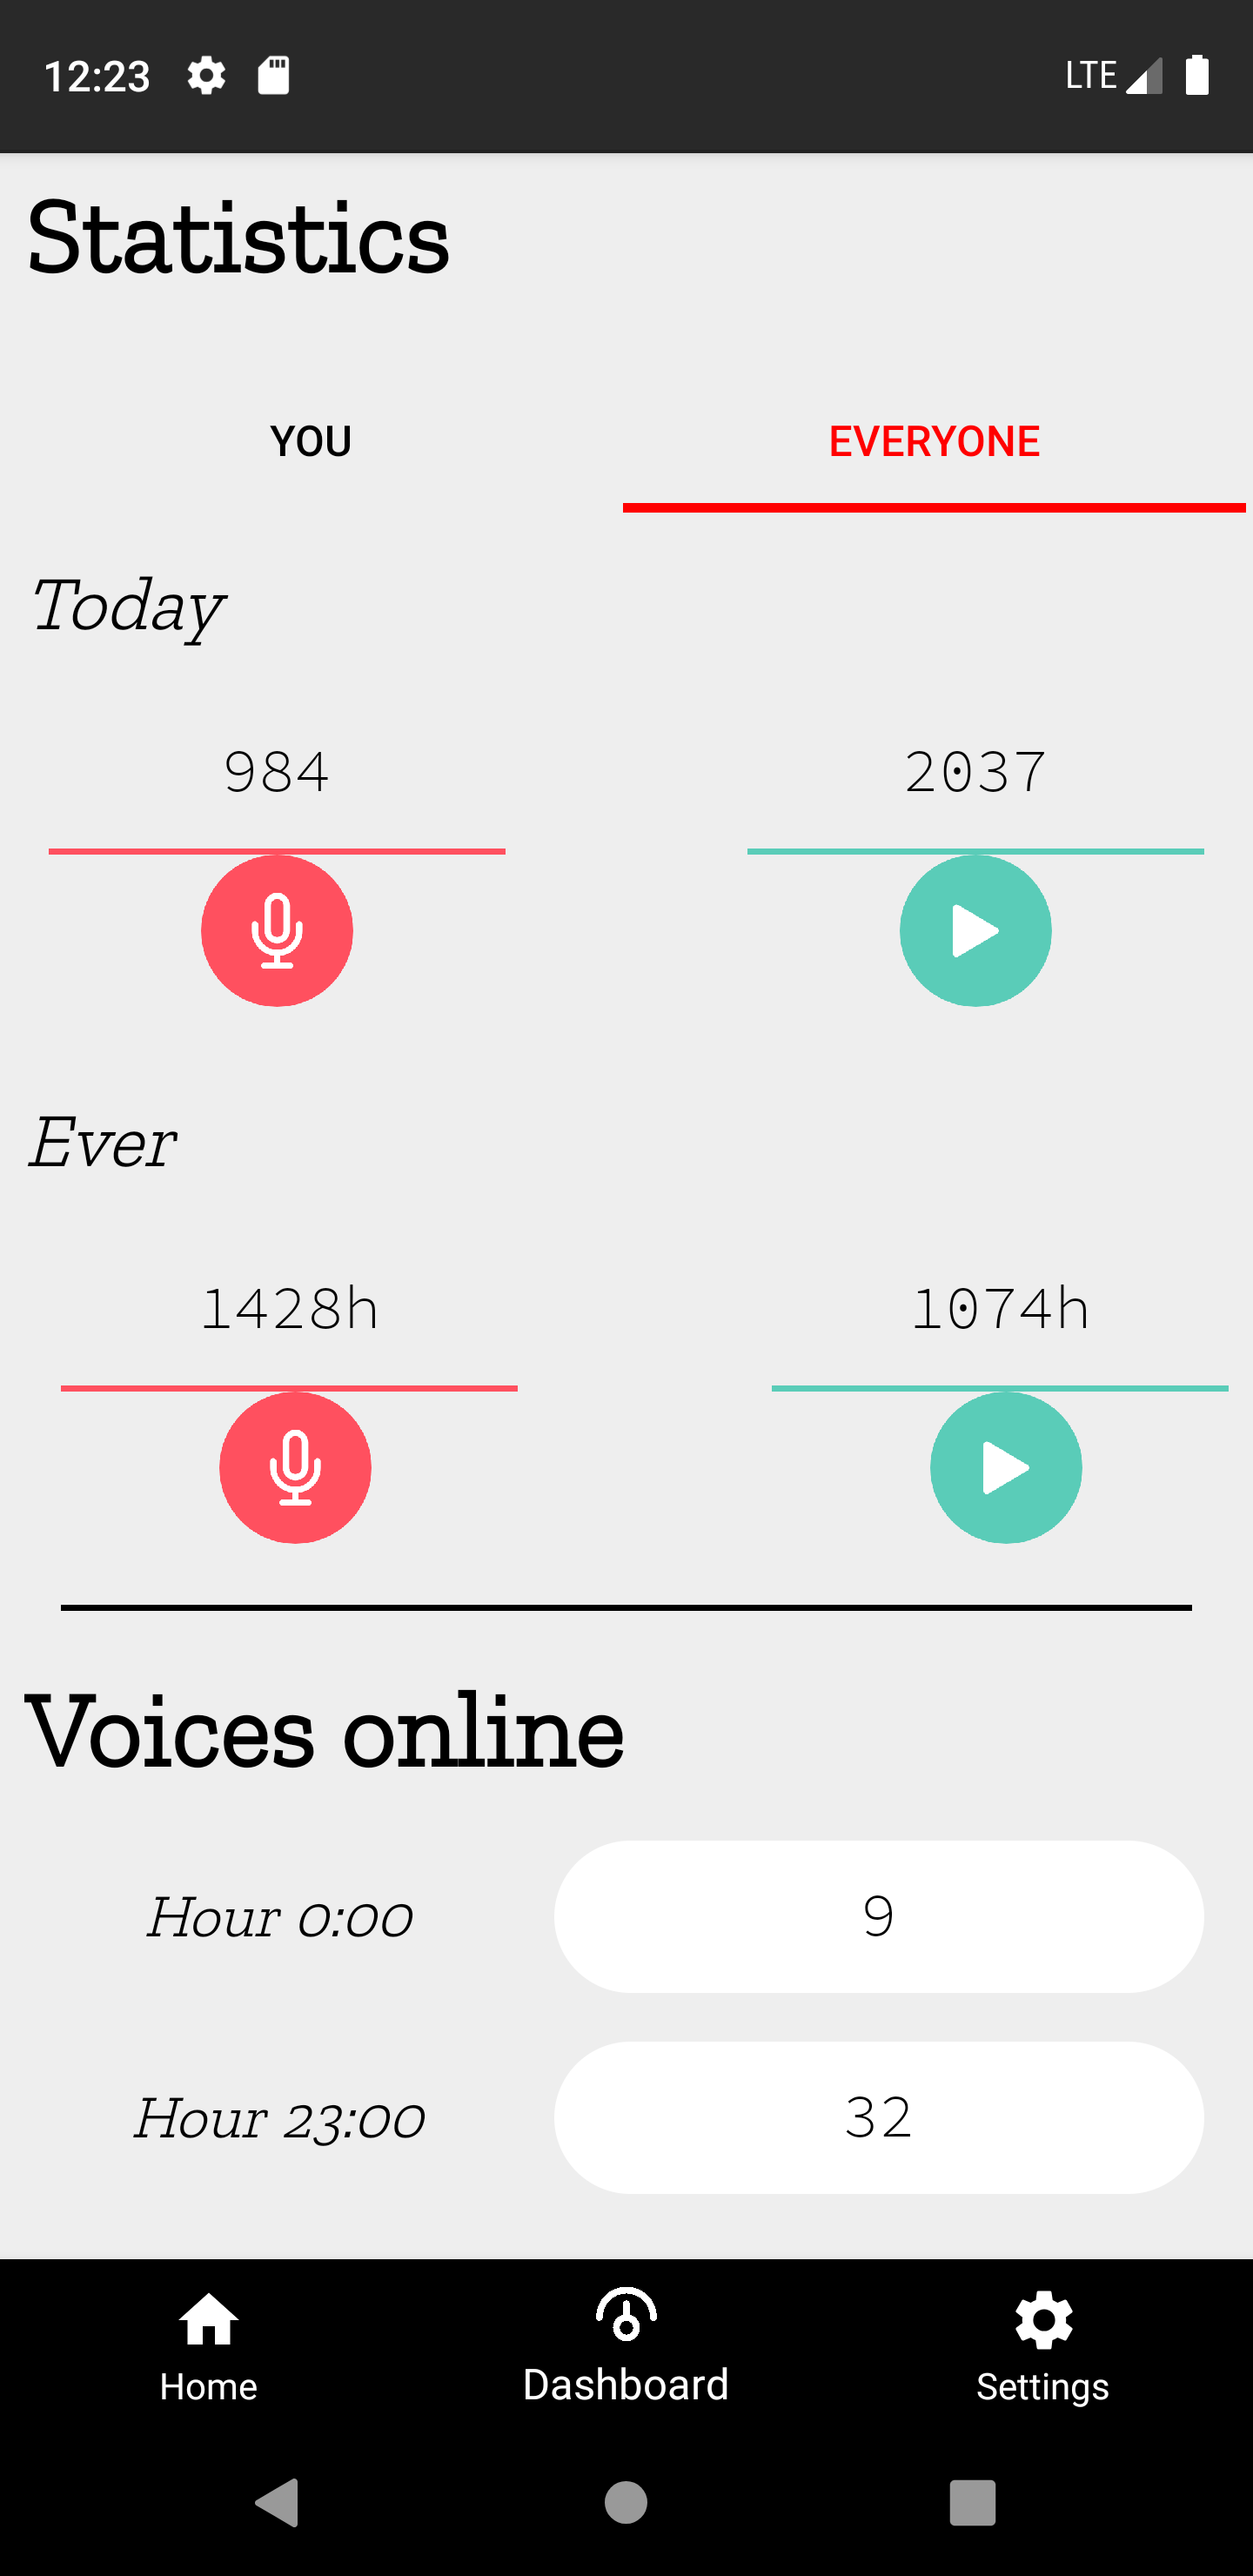 12:23 LTE
Statistics
YOU EVERYONE
Today
984 2037
Ever
1428h 1074h
Voices online
Hour 0:00 9
Hour 23:00 32
Home Dashboard Settings